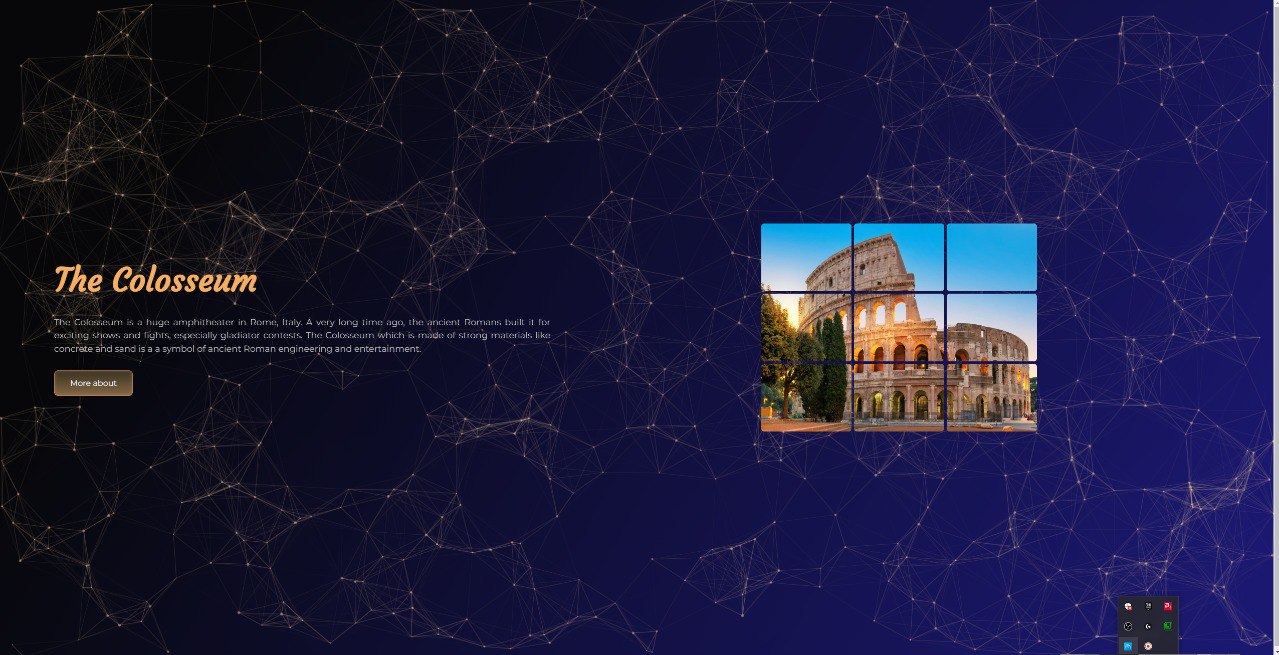 The Colosseum
The Colosseum is a huge amphitheater in Rome, Italy. A very long time ago, the ancient Romans built it for
exciting shows and fights, especially gladiator contests. The Colosseum which is made of strong materials like
concrete and sand is a a symbol of ancient Roman engineering and entertainment.
More about